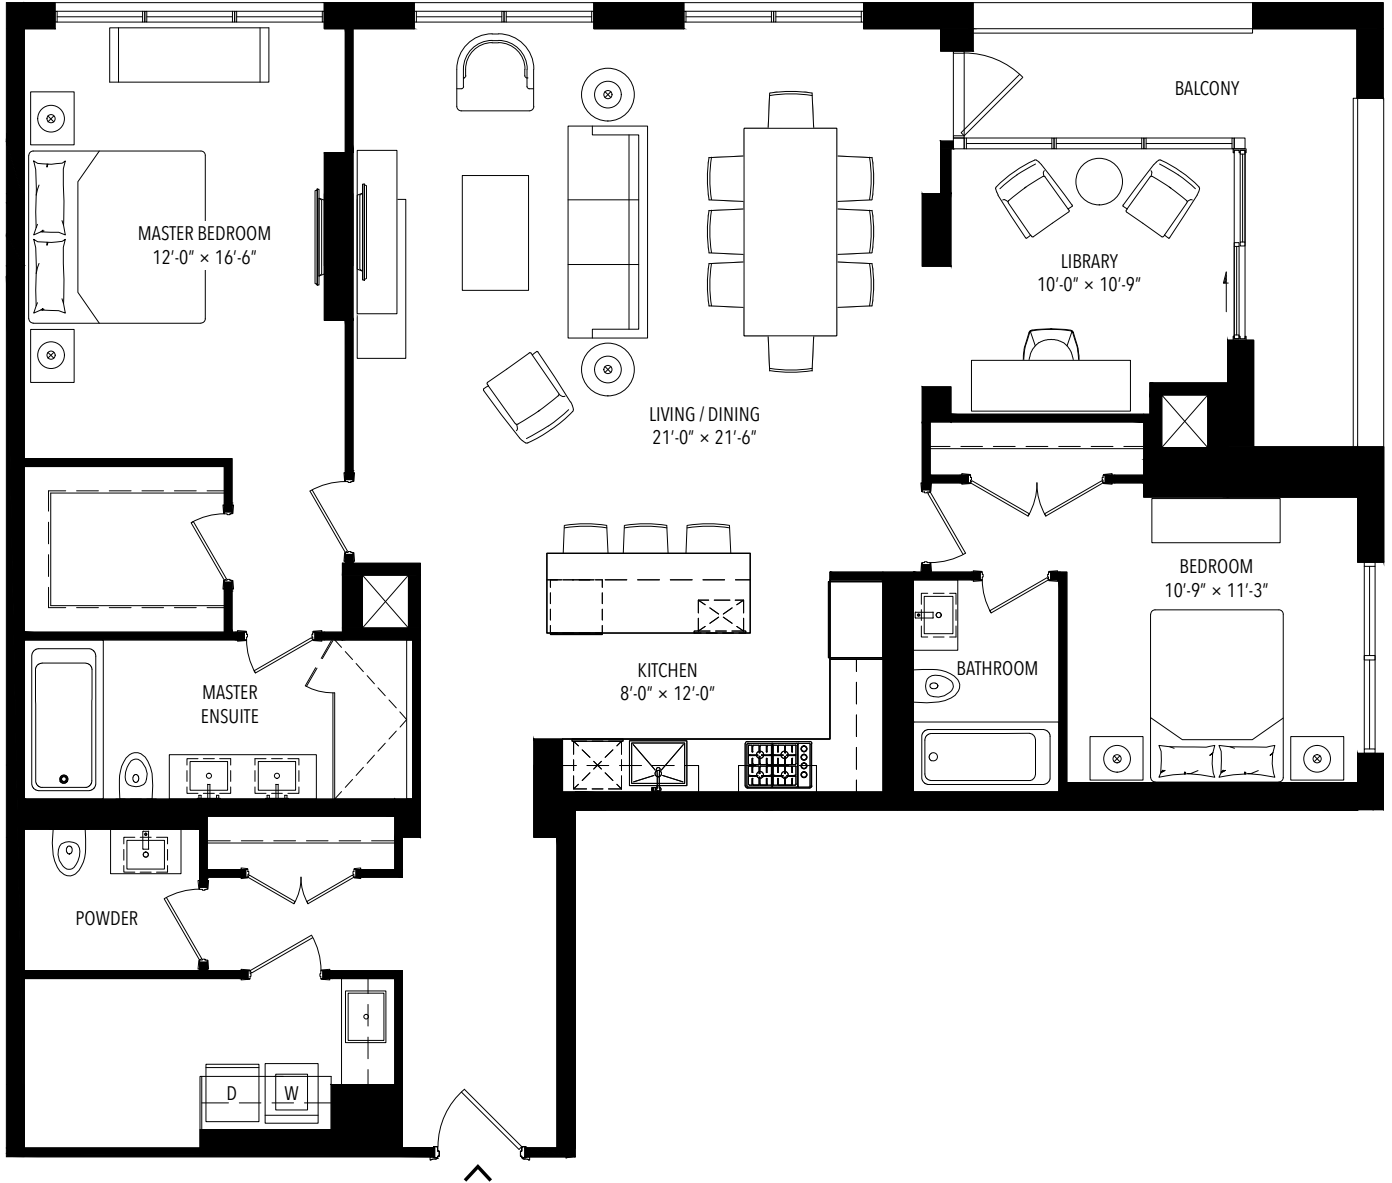 BALCONY
MASTER BEDROOM
12'-0" × 16'-6"
LIBRARY
10'-0" × 10'-9"
LIVING / DINING
21'-0" × 21'-6"
BEDROOM
10'-9" × 11'-3"
KITCHEN
8'-0" × 12'-0"
BATHROOM
MASTER
ENSUITE
POWDER
D
W